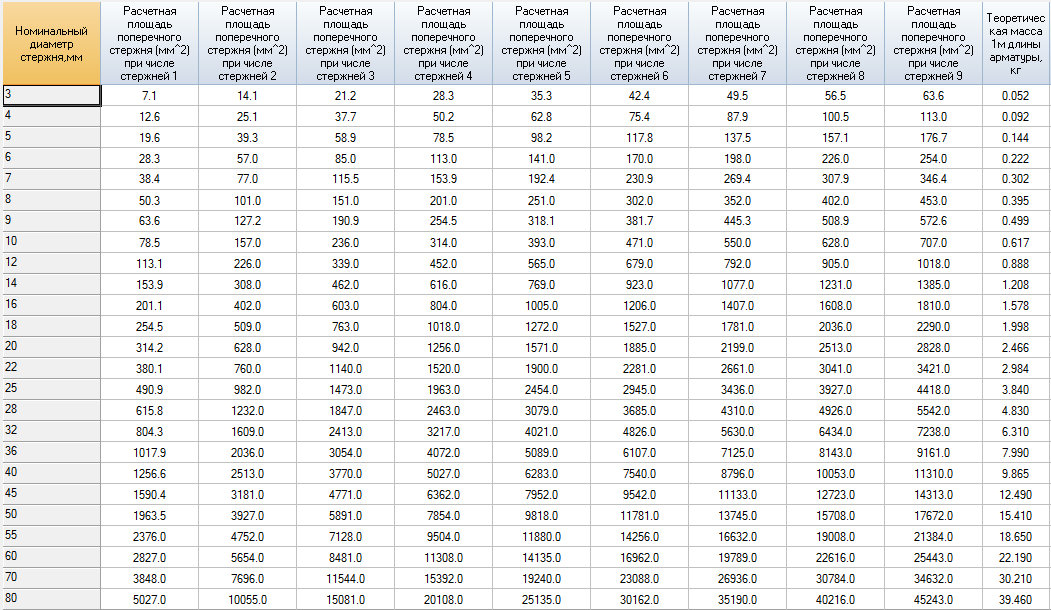 Номинальный диаметр стержня,мм	Расчетная площадь поперечного стержня (мм^2) при числе стержней 1	Расчетная площадь поперечного стержня (мм^2) при числе стержней 2	Расчетная площадь поперечного стержня (мм^2) при числе стержней 3	Расчетная площадь поперечного стержня (мм^2) при числе стержней 4	Расчетная площадь поперечного стержня (мм^2) при числе стержней 5	Расчетная площадь поперечного стержня (мм^2) при числе стержней 6	Расчетная площадь поперечного стержня (мм^2) при числе стержней 7	Расчетная площадь поперечного стержня (мм^2) при числе стержней 8	Расчетная площадь поперечного стержня (мм^2) при числе стержней 9	Теоретичес кая масса 1м длины арматуры, кг
3	7.1	14.1	21.2	28.3	35.3	42.4	49.5	56.5	63.6	0.052
4	12.6	25.1	37.7	50.2	62.8	75.4	87.9	100.5	113.0	0.092
5	19.6	39.3	58.9	78.5	98.2	117.8	137.5	157.1	176.7	0.144
6	28.3	57.0	85.0	113.0	141.0	170.0	198.0	226.0	254.0	0.222
7	38.4	77.0	115.5	153.9	192.4	230.9	269.4	307.9	346.4	0.302
8	50.3	101.0	151.0	201.0	251.0	302.0	352.0	402.0	453.0	0.395
9	63.6	127.2	190.9	254.5	318.1	381.7	445.3	508.9	572.6	0.499
10	78.5	157.0	236.0	314.0	393.0	471.0	550.0	628.0	707.0	0.617
12	113.1	226.0	339.0	452.0	565.0	679.0	792.0	905.0	1018.0	0.888
14	153.9	308.0	462.0	616.0	769.0	923.0	1077.0	1231.0	1385.0	1.208
16	201.1	402.0	603.0	804.0	1005.0	1206.0	1407.0	1608.0	1810.0	1.578
18	254.5	509.0	763.0	1018.0	1272.0	1527.0	1781.0	2036.0	2290.0	1.998
20	314.2	628.0	942.0	1256.0	1571.0	1885.0	2199.0	2513.0	2828.0	2.466
22	380.1	760.0	1140.0	1520.0	1900.0	2281.0	2661.0	3041.0	3421.0	2.984
25	490.9	982.0	1473.0	1963.0	2454.0	2945.0	3436.0	3927.0	4418.0	3.840
28	615.8	1232.0	1847.0	2463.0	3079.0	3685.0	4310.0	4926.0	5542.0	4.830
32	804.3	1609.0	2413.0	3217.0	4021.0	4826.0	5630.0	6434.0	7238.0	6.310
36	1017.9	2036.0	3054.0	4072.0	5089.0	6107.0	7125.0	8143.0	9161.0	7.990
40	1256.6	2513.0	3770.0	5027.0	6283.0	7540.0	8796.0	10053.0	11310.0	9.865
45	1590.4	3181.0	4771.0	6362.0	7952.0	9542.0	11133.0	12723.0	14313.0	12.490
50	1963.5	3927.0	5891.0	7854.0	9818.0	11781.0	13745.0	15708.0	17672.0	15.410
55	2376.0	4752.0	7128.0	9504.0	11880.0	14256.0	16632.0	19008.0	21384.0	18.650
60	2827.0	5654.0	8481.0	11308.0	14135.0	16962.0	19789.0	22616.0	25443.0	22.190
70	3848.0	7696.0	11544.0	15392.0	19240.0	23088.0	26936.0	30784.0	34632.0	30.210
80	5027.0	10055.0	15081.0	20108.0	25135.0	30162.0	35190.0	40216.0	45243.0	39.460